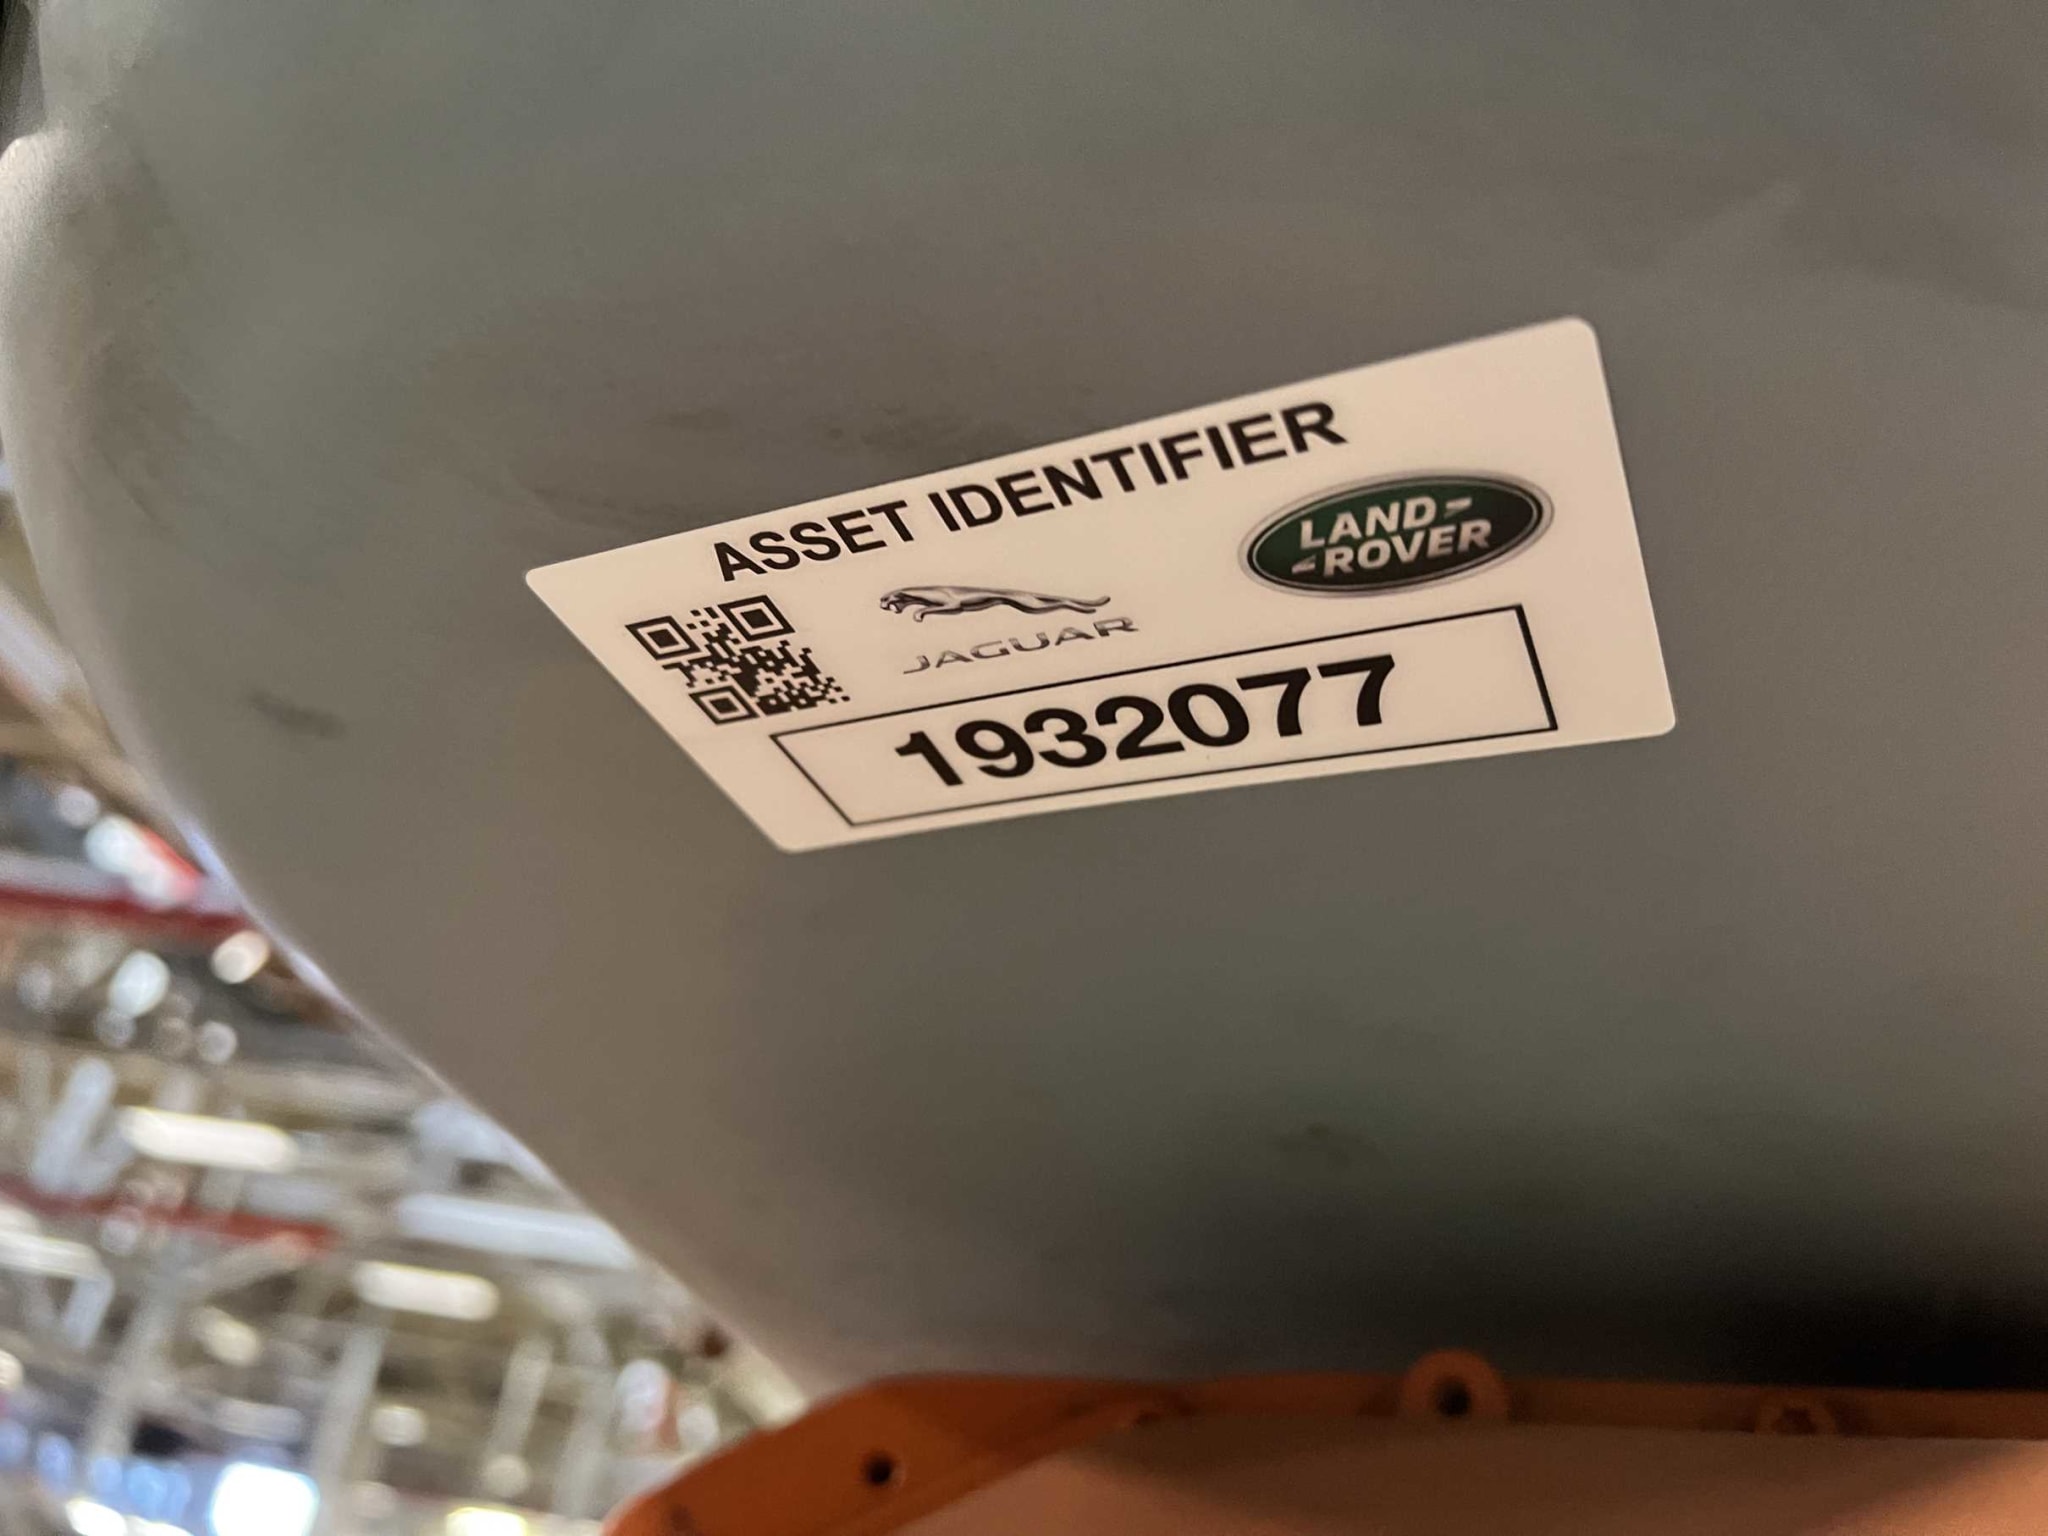 ASSET IDENTIFIER
JAGUAR
LAND
ROVER
1932077